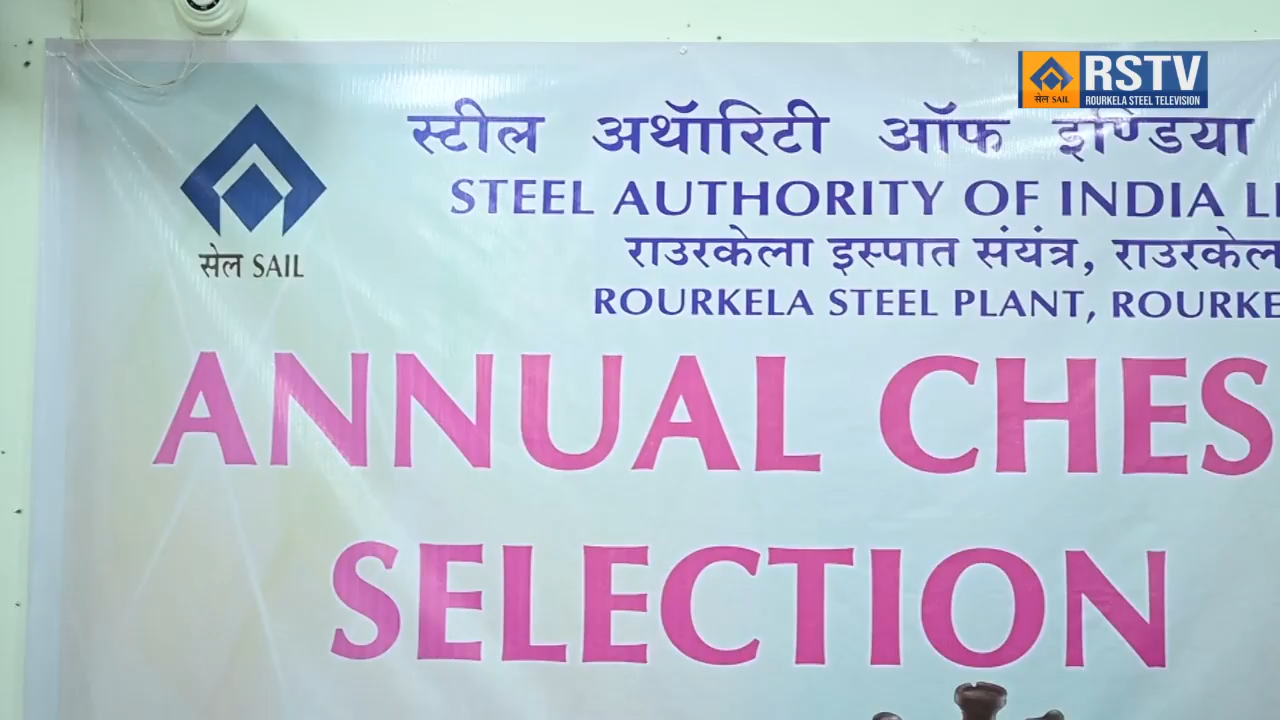 RSTV
सेल SAIL
ROURKELA STEEL TELEVISION
स्टील अथॅारिटी ऑफ इण्डिया
STEEL AUTHORITY OF INDIA
सेल SAIL
राउरकेला इस्पात संयंत्र,
ROURKELA STEEL PLANT,
ANNUAL
SELECTION